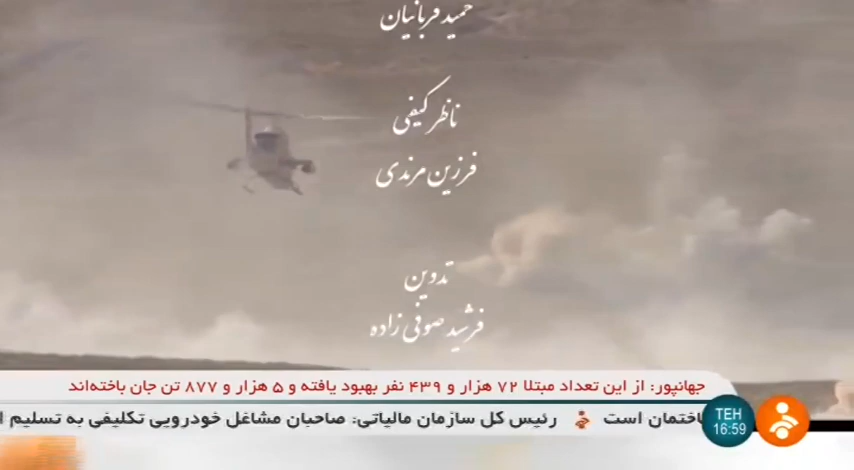 حمید قربانیان
ناظر کیفی
فرزین مرندی
تدوین
فرشید صوفی زاده
جهانپور: از این تعداد مبتلا ۷۲ هزار و ۴۳۹ نفر بهبود یافته و ۵ هزار و ۸۷۷ تن جان باخته‌اند
ساختمان است رئیس کل سازمان مالیاتی: صاحبان مشاغل خودرویی تکلیفی به تسلیم
TEH
16:59